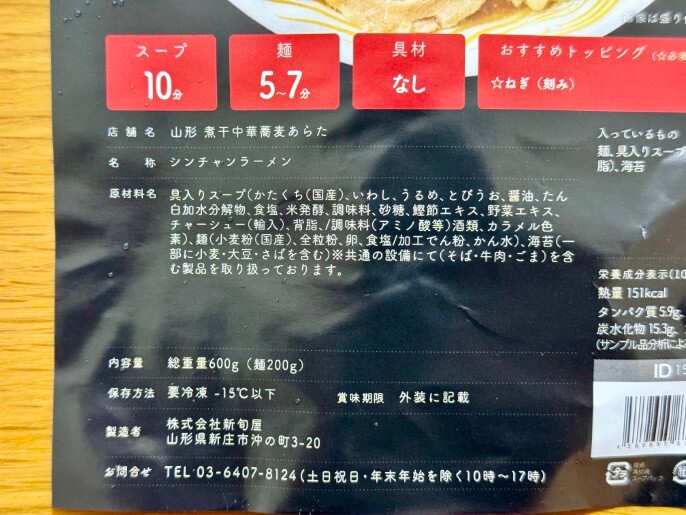 スープ
10分
麺
5〜7分
具材
なし
おすすめトッピング(☆必須
☆ねぎ(刻み)
店舗名 山形 煮干中華蕎麦あらた
名称 シンチャンラーメン
原材料名 具入りスープ(かたくち(国産)、いわし、うるめ、とびうお、醤油、たん
白加水分解物、食塩、米発酵、調味料、砂糖、鰹節エキス、野菜エキス、
チャーシュー(輸入)、背脂、/調味料(アミノ酸等)酒類、カラメル色
素)、麺(小麦粉(国産)、全粒粉、卵、食塩/加工でん粉、かん水)、海苔(一
部に小麦・大豆・さばを含む)※共通の設備にて(そば・牛肉・ごま)を含
む製品を取り扱っております。
内容量 総重量600g(麺200g)
保存方法 要冷凍 -15℃以下 賞味期限 外装に記載
製造者 株式会社新旬屋
山形県新庄市沖の町3-20
お問合せ TEL 03-6407-8124(土日祝日・年末年始を除く10時〜17時)
入っているもの
麺、具入りスープ
脂)、海苔
栄養成分表示(10
熱量 151kcal
タンパク質 5.9g、
炭水化物 15.3g、
(サンプル品分析によ
ID 15